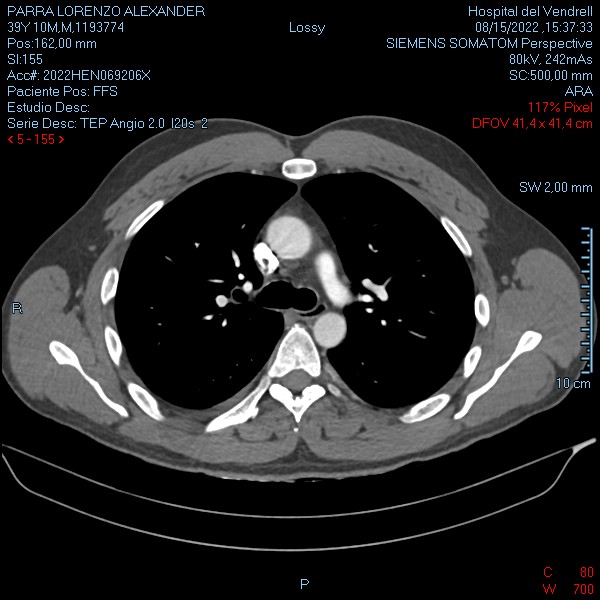 PARRA LORENZO ALEXANDER
39Y 10M,M,1193774
Pos:162,00 mm
SI:155
Acc#: 2022HEN069206X
Paciente Pos: FFS
Estudio Desc:
Serie Desc: TEP Angio 2.0 I20s 2
< 5 - 155 >
Lossy
Hospital del Vendrell
08/15/2022 ,15:37:33
SIEMENS SOMATOM Perspective
80kV, 242mAs
SC:500,00 mm
ARA
117% Pixel
DFOV 41,4 x 41,4 cm
SW 2,00 mm
R
10 cm
P
C 80
W 700